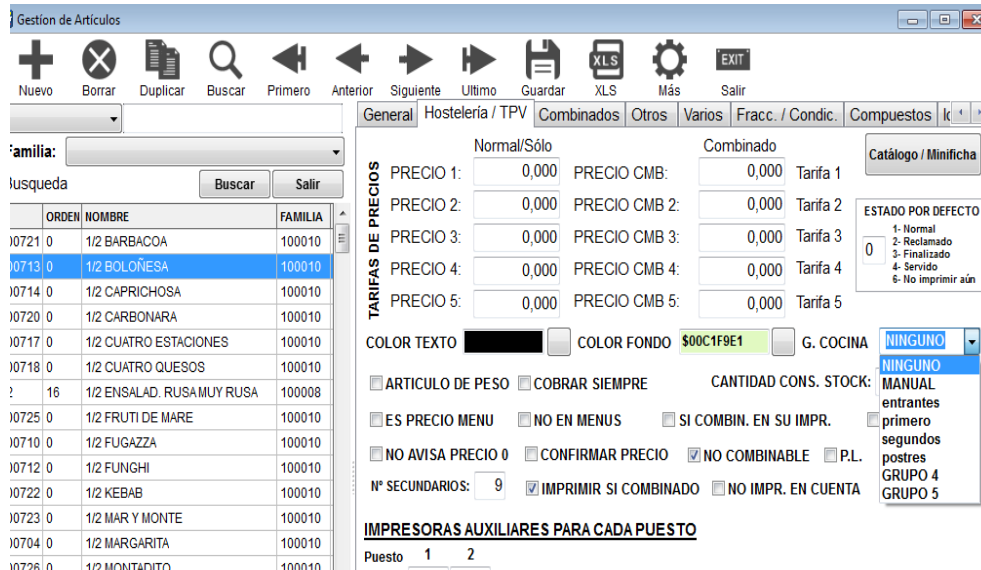 Gestíon de Artículos
Nuevo Borrar Duplicar Buscar Primero Anterior Siguiente Ultimo Guardar XLS Más Salir
XLS
EXIT
General Hostelería / TPV Combinados Otros Varios Fracc. / Condic. Compuestos
Familia:
Busqueda Buscar Salir
ORDEN NOMBRE FAMILIA
00721 0 1/2 BARBACOA 100010
00713 0 1/2 BOLOÑESA 100010
00714 0 1/2 CAPRICHOSA 100010
00720 0 1/2 CARBONARA 100010
00717 0 1/2 CUATRO ESTACIONES 100010
00718 0 1/2 CUATRO QUESOS 100010
2 16 1/2 ENSALAD. RUSAMUY RUSA 100008
00725 0 1/2 FRUTI DE MARE 100010
00710 0 1/2 FUGAZZA 100010
00712 0 1/2 FUNGHI 100010
00722 0 1/2 KEBAB 100010
00723 0 1/2 MAR Y MONTE 100010
00704 0 1/2 MARGARITA 100010
00726 0 1/2 MONTADITO 100010
Normal/Sólo Combinado
Catálogo / Minificha
TARIFAS DE PRECIOS
PRECIO 1: 0,000 PRECIO CMB: 0,000 Tarifa 1
PRECIO 2: 0,000 PRECIO CMB 2: 0,000 Tarifa 2
PRECIO 3: 0,000 PRECIO CMB 3: 0,000 Tarifa 3
PRECIO 4: 0,000 PRECIO CMB 4: 0,000 Tarifa 4
PRECIO 5: 0,000 PRECIO CMB 5: 0,000 Tarifa 5
ESTADO POR DEFECTO
0
1- Normal
2- Reclamado
3- Finalizado
4- Servido
6- No imprimir aún
COLOR TEXTO COLOR FONDO $00C1F9E1 G. COCINA NINGUNO
NINGUNO
MANUAL
entrantes
primero
segundos
postres
GRUPO 4
GRUPO 5
ARTICULO DE PESO COBRAR SIEMPRE CANTIDAD CONS. STOCK:
ES PRECIO MENU NO EN MENUS SI COMBIN. EN SU IMPR.
NO AVISA PRECIO 0 CONFIRMAR PRECIO NO COMBINABLE P.L.
Nº SECUNDARIOS: 9 IMPRIMIR SI COMBINADO NO IMPR. EN CUENTA
IMPRESORAS AUXILIARES PARA CADA PUESTO
Puesto 1 2